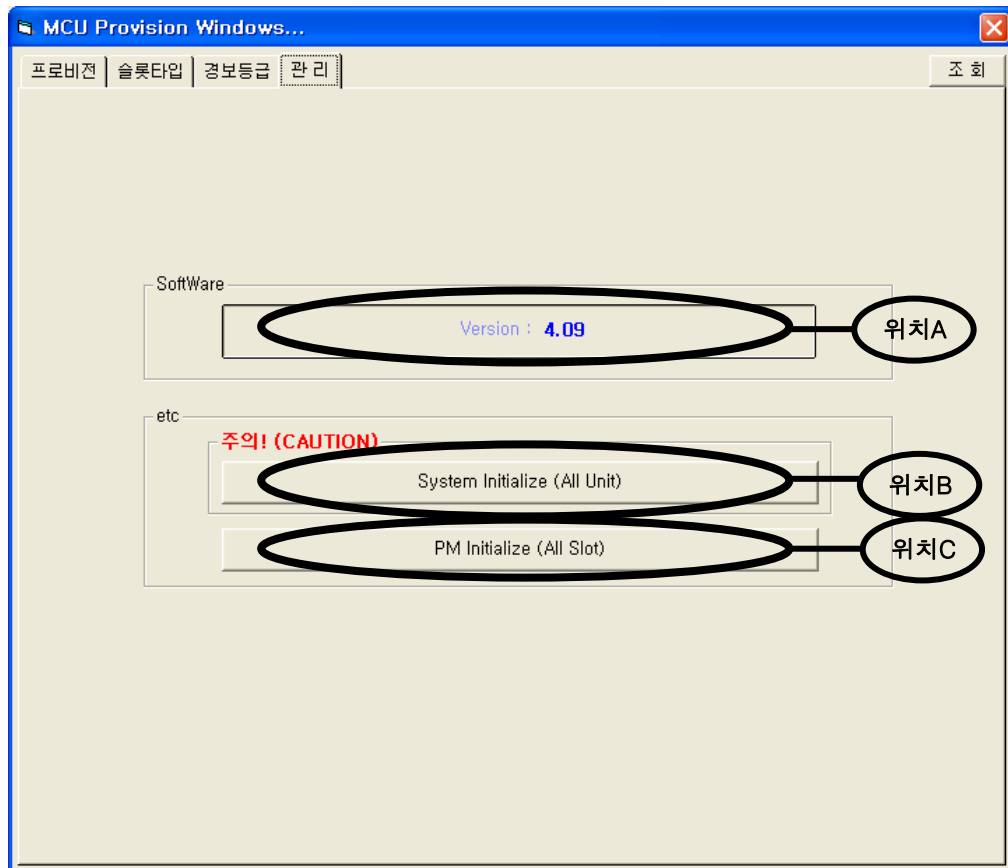 MCU Provision Windows...
프로비전 슬롯타입 경보등급 관 리 조 회
SoftWare
Version : 4.09 위치A
etc
주의! (CAUTION)
System Initialize (All Unit) 위치B
PM Initialize (All Slot) 위치C